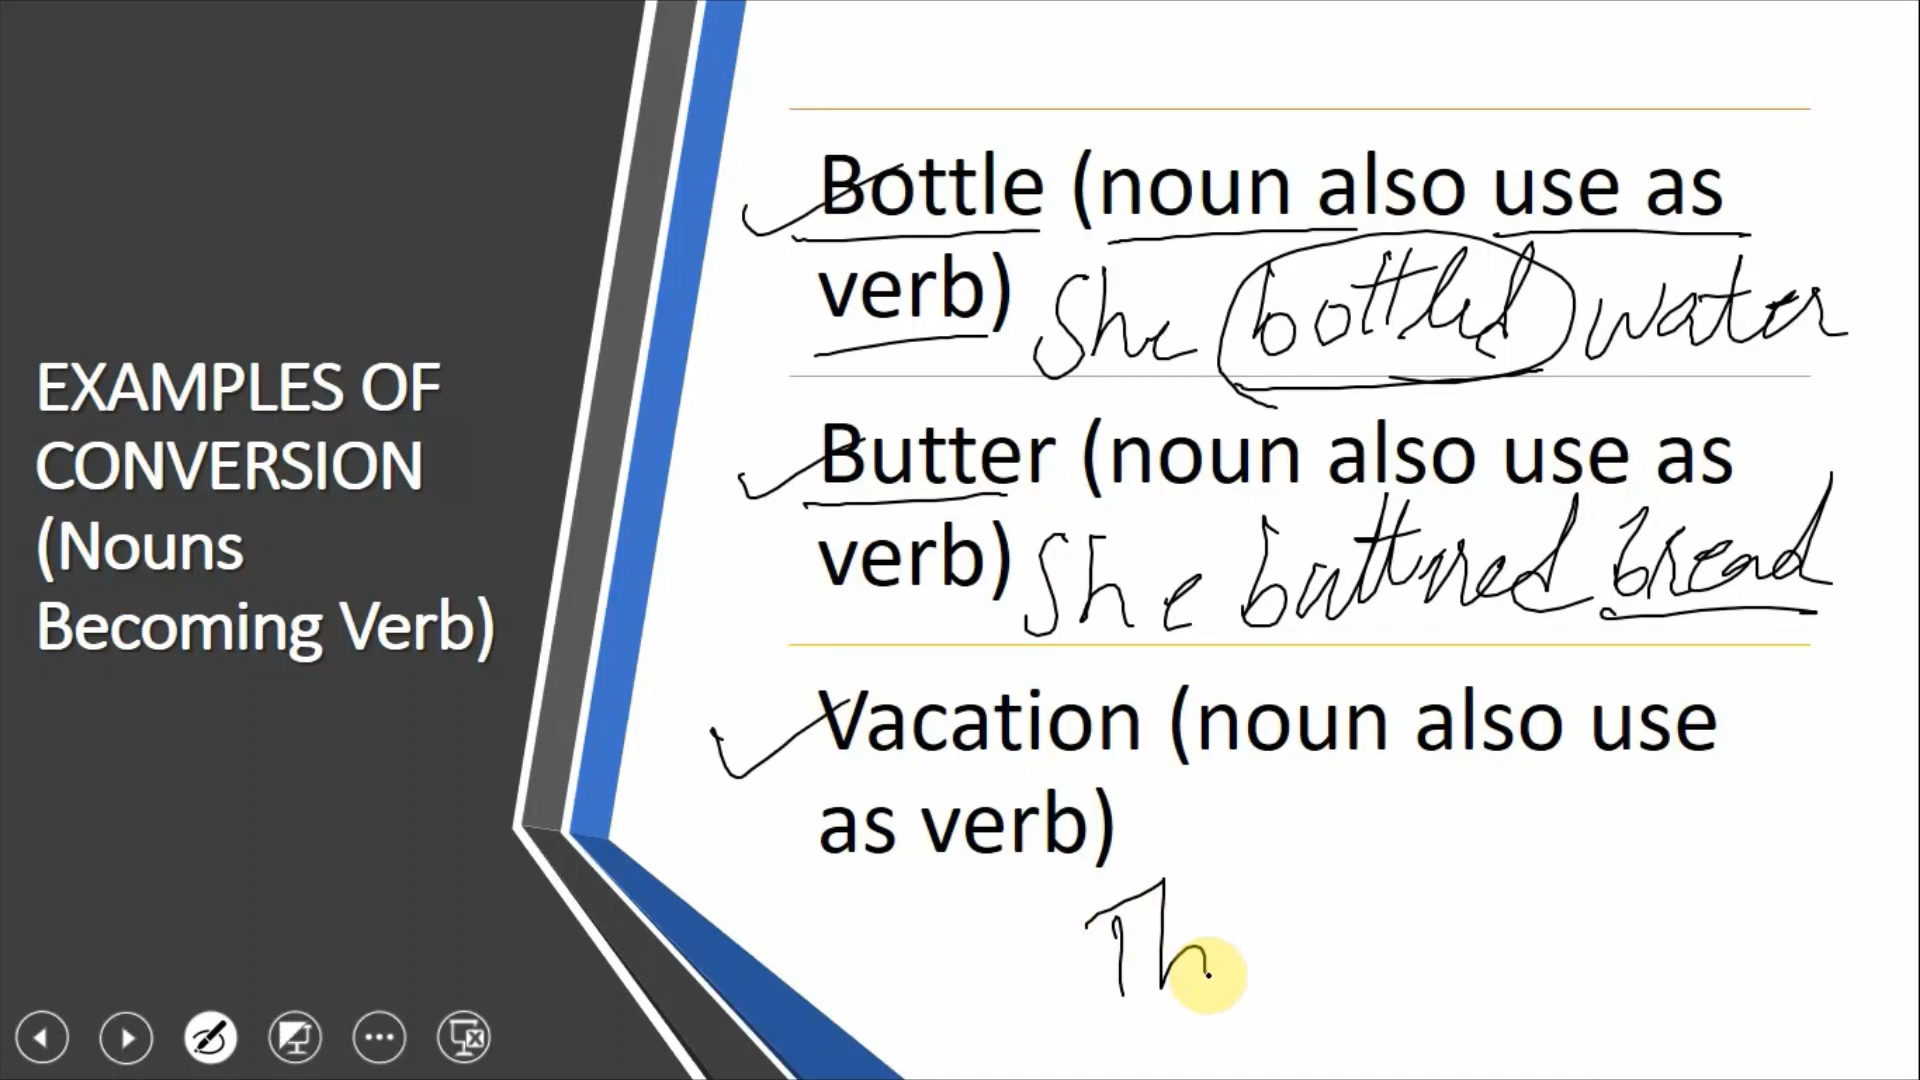 EXAMPLES OF
CONVERSION
(Nouns
Becoming Verb)
Bottle (noun also use as
verb) She bottled water
Butter (noun also use as
verb) She buttered bread
Vacation (noun also use
as verb)
Th